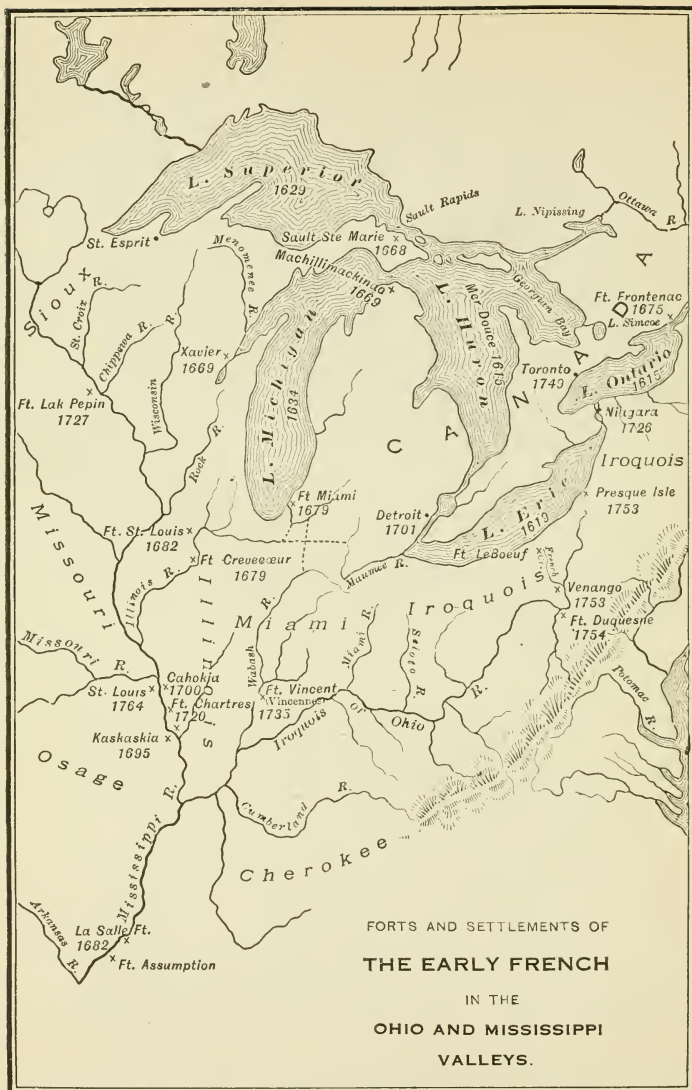 L. Superior
1629
Sault Rapids
L. Nipissing
Ottawa R.
St. Esprit
Sault Ste Marie
1668
Menomenee R.
Machillimackinac
1669
L. Huron
Mer Douce-1615
Georgian Bay
Ft. Frontenac
1675
L. Simcoe
CANADA
Sioux
St. Croix R.
Chippewa R.
Wisconsin R.
Xavier
1669
L. Michigan
1634
Toronto
1749
L. Ontario
1615
Niagara
1726
Ft. Lak Pepin
1727
Rock R.
Iroquois
Ft Miami
1679
Detroit
1701
L. Erie
Presque Isle
1753
Ft. St. Louis
1682
Ft Crevecœur
1679
Ft. LeBoeuf
French
Maumee R.
Missouri
Illinois R.
Illinois
Miami
Iroquois
Venango
1753
Ft. Duquesne
1754
Wabash R.
Miami R.
Scioto R.
Missouri R.
Cahokia
1700
St. Louis
1764
Ft. Chartres
1720
Ft. Vincent
(Vincennes)
1735
Iroquois or Ohio R.
Potomac R.
Kaskaskia
1695
Osage
Mississippi R.
Cumberland R.
Cherokee
Arkansas R.
La Salle Ft.
1682
Ft. Assumption
FORTS AND SETTLEMENTS OF
THE EARLY FRENCH
IN THE
OHIO AND MISSISSIPPI
VALLEYS.